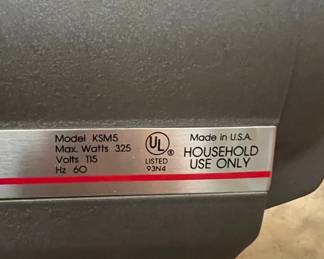 Model KSM5
Max. Watts 325
Volts 115
Hz 60
UL ®
LISTED
93N4
Made in U.S.A.
HOUSEHOLD
USE ONLY